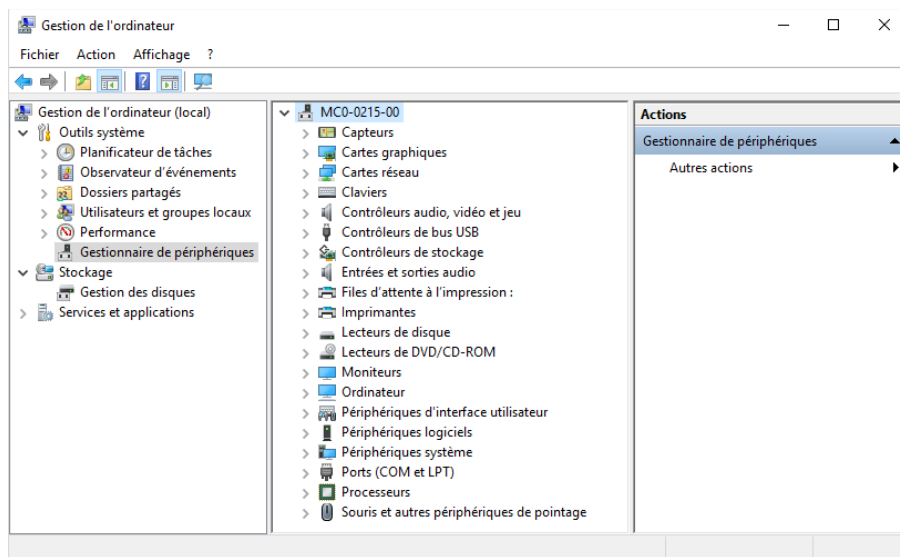 Gestion de l'ordinateur
Fichier Action Affichage ?
Gestion de l'ordinateur (local)
Outils système
Planificateur de tâches
Observateur d'événements
Dossiers partagés
Utilisateurs et groupes locaux
Performance
Gestionnaire de périphériques
Stockage
Gestion des disques
Services et applications
MC0-0215-00
Capteurs
Cartes graphiques
Cartes réseau
Claviers
Contrôleurs audio, vidéo et jeu
Contrôleurs de bus USB
Contrôleurs de stockage
Entrées et sorties audio
Files d'attente à l'impression :
Imprimantes
Lecteurs de disque
Lecteurs de DVD/CD-ROM
Moniteurs
Ordinateur
Périphériques d'interface utilisateur
Périphériques logiciels
Périphériques système
Ports (COM et LPT)
Processeurs
Souris et autres périphériques de pointage
Actions
Gestionnaire de périphériques
Autres actions